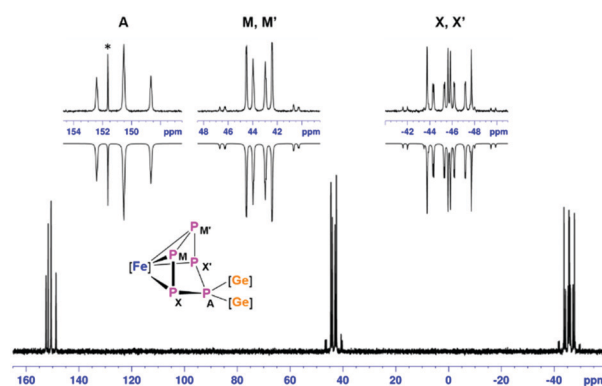 A M, M' X, X'
*
154 152 150 ppm 48 46 44 42 ppm -42 -44 -46 -48 ppm
P M'
[Fe] P M P X' [Ge]
P X P A [Ge]
160 140 120 100 80 60 40 20 0 -20 -40 ppm